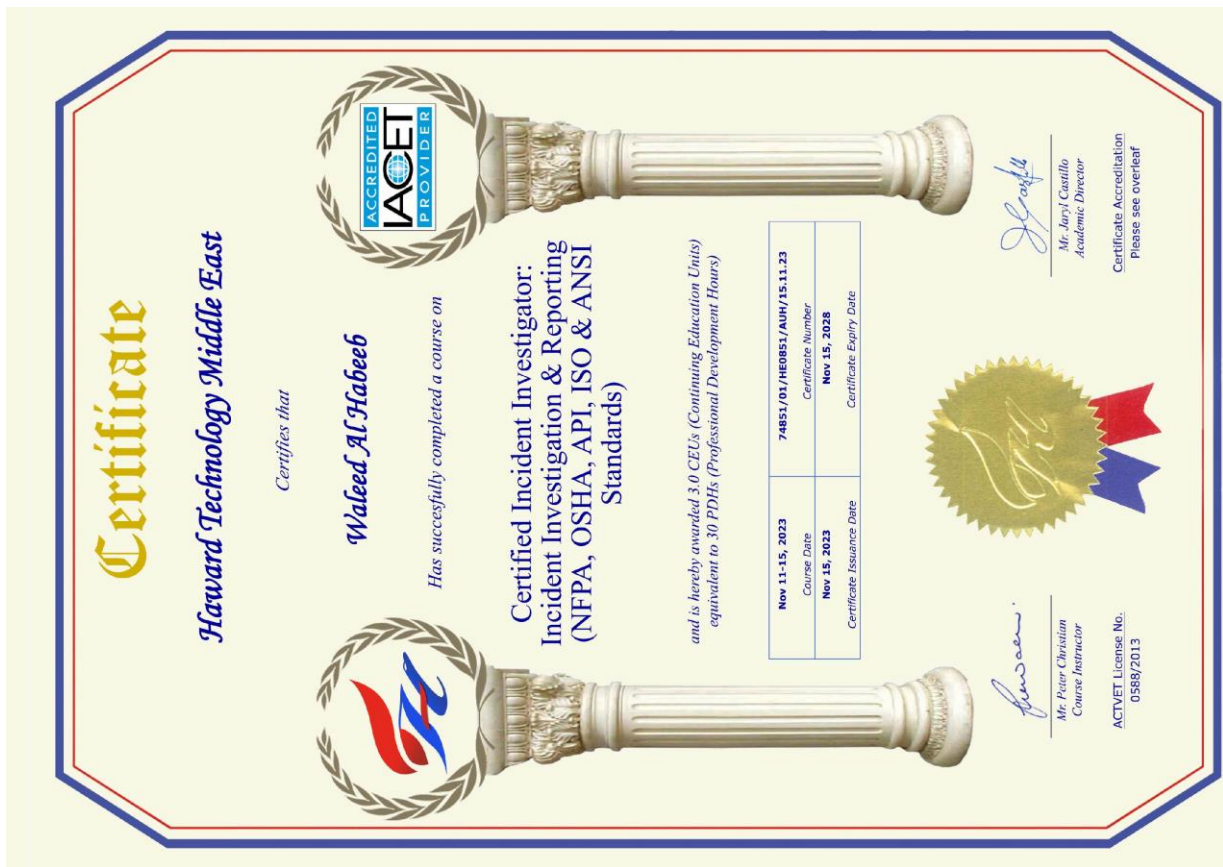 Certificate
Haward Technology Middle East
Certifies that
Waleed Al Habeeb
Has succesfully completed a course on
Certified Incident Investigator:
Incident Investigation & Reporting
(NFPA, OSHA, API, ISO & ANSI
Standards)
and is hereby awarded 3.0 CEUs (Continuing Education Units)
equivalent to 30 PDHs (Professional Development Hours)
Nov 11-15, 2023 74851/01/HE0851/AUH/15.11.23
Course Date Certificate Number
Nov 15, 2023 Nov 15, 2028
Certificate Issuance Date Certificate Expiry Date
Mr. Peter Christian
Course Instructor
ACTVET License No.
0588/2013
Mr. Jaryl Castillo
Academic Director
Certificate Accreditation
Please see overleaf
ACCREDITED
IACET
PROVIDER